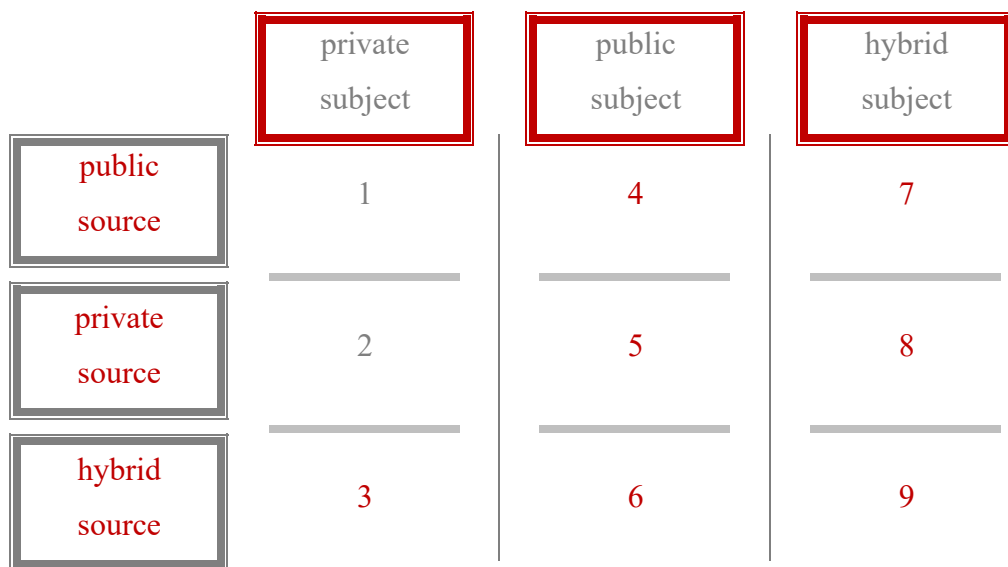 private public hybrid
subject subject subject
public
source
1 4 7
private
source
2 5 8
hybrid
source
3 6 9